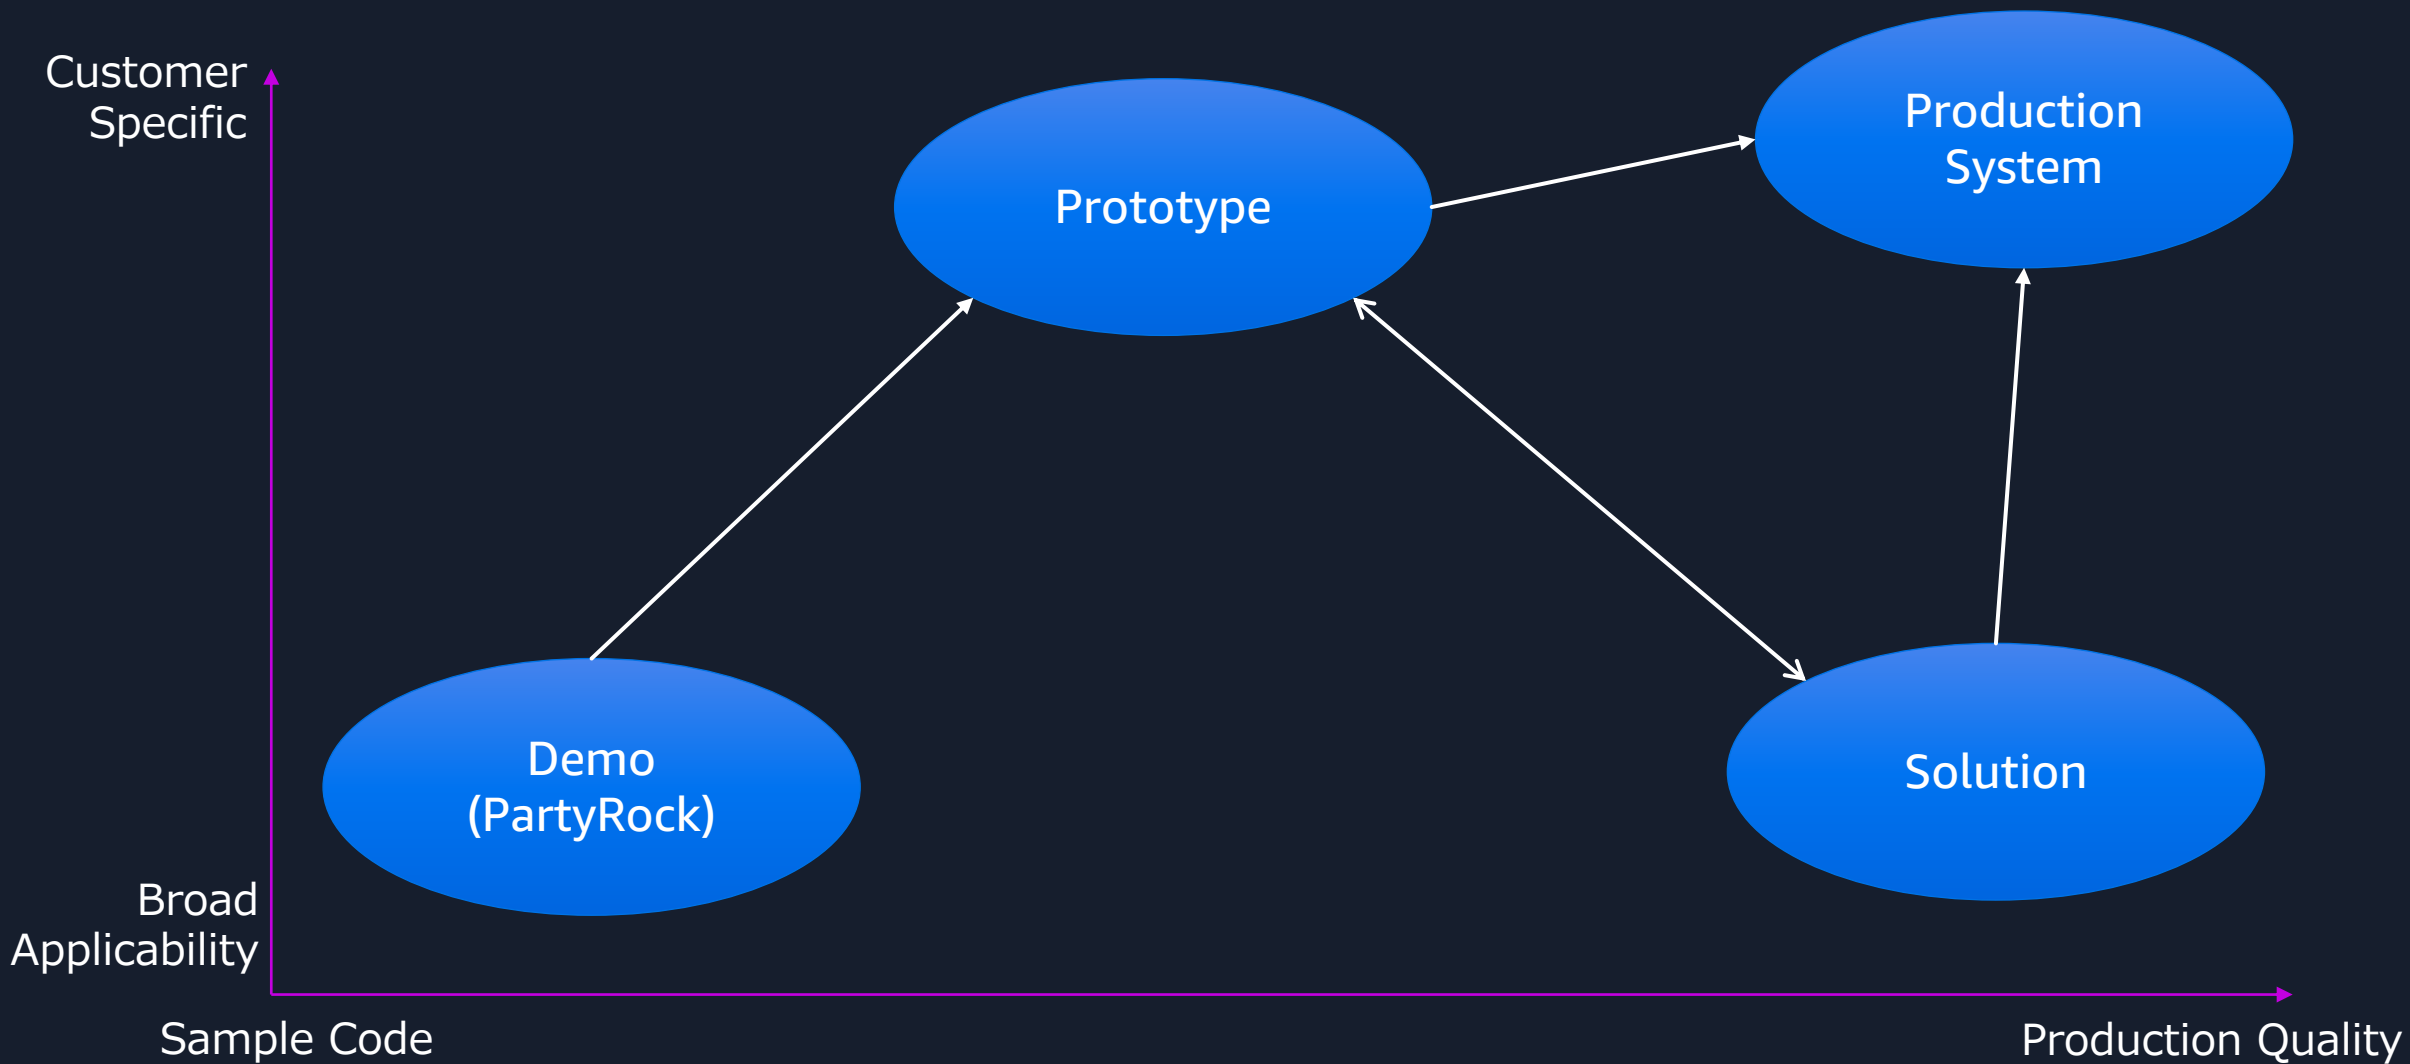 Customer
Specific
Prototype
Production
System
Demo
(PartyRock)
Solution
Broad
Applicability
Sample Code
Production Quality